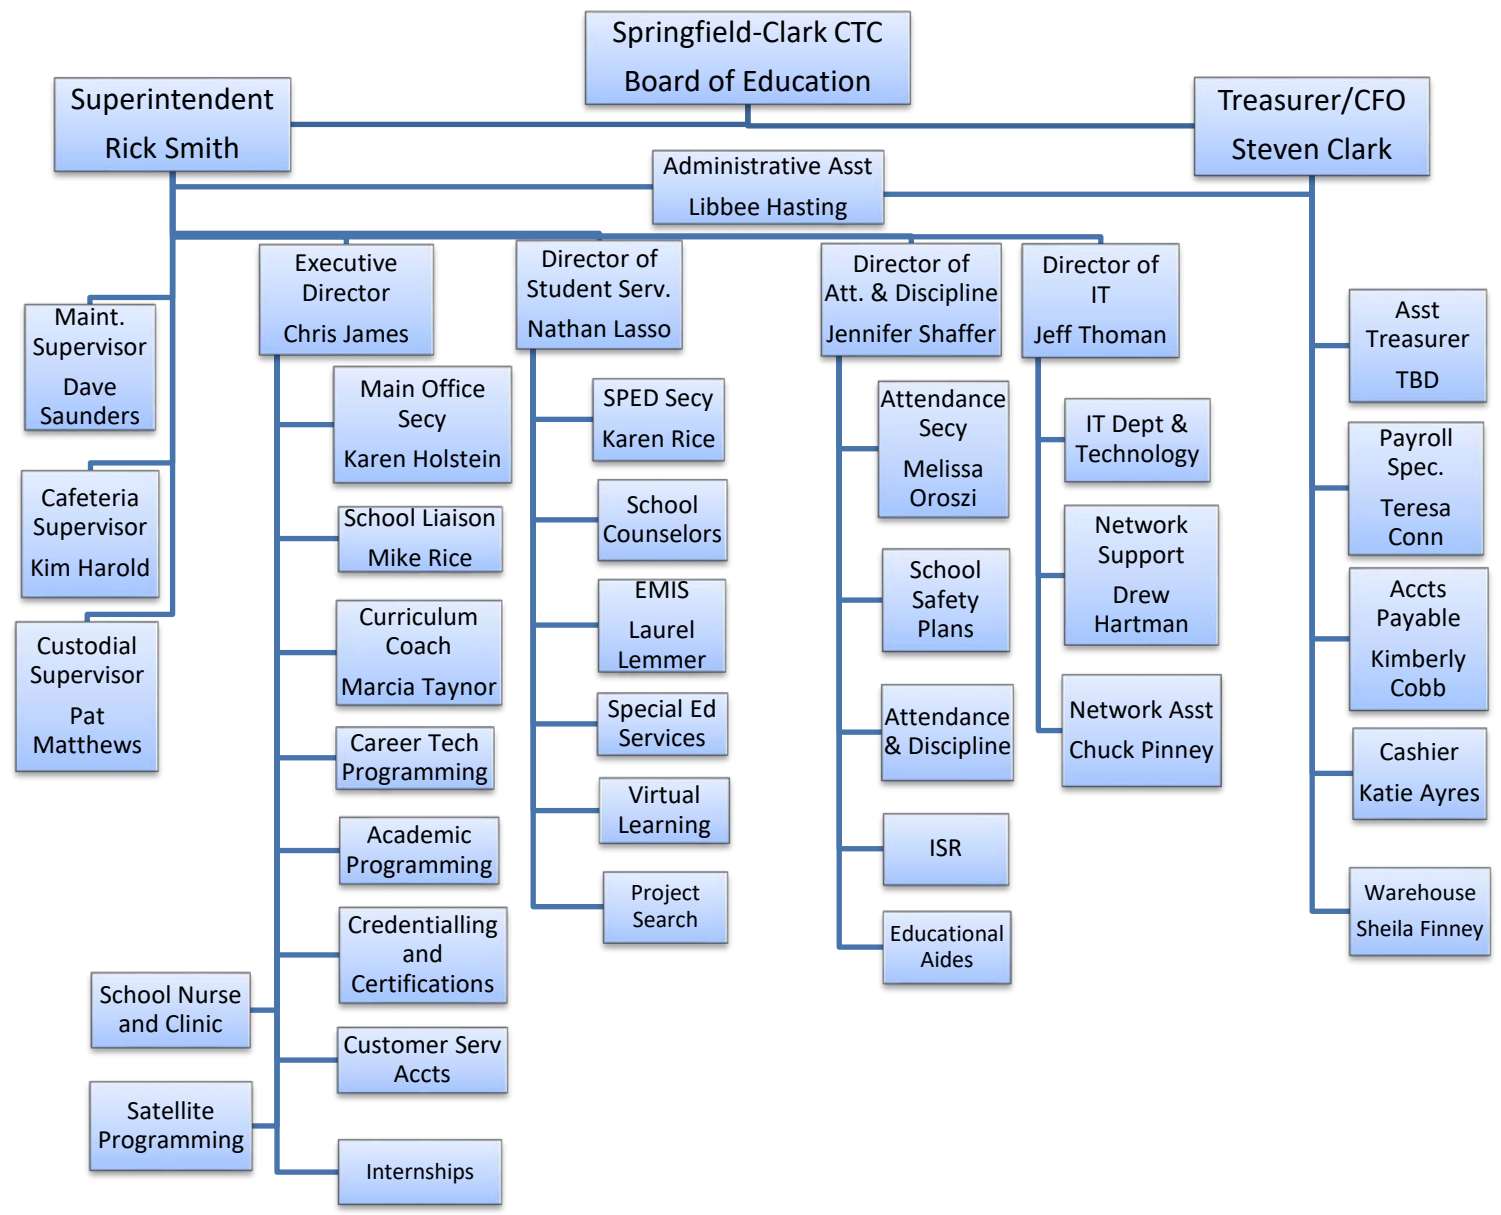 Springfield-Clark CTC
Board of Education
Superintendent
Rick Smith
Treasurer/CFO
Steven Clark
Administrative Asst
Libbee Hasting
Maint.
Supervisor
Dave
Saunders
Cafeteria
Supervisor
Kim Harold
Custodial
Supervisor
Pat
Matthews
Executive
Director
Chris James
Main Office
Secy
Karen Holstein
School Liaison
Mike Rice
Curriculum
Coach
Marcia Taynor
Career Tech
Programming
Academic
Programming
Credentialling
and
Certifications
School Nurse
and Clinic
Customer Serv
Accts
Satellite
Programming
Internships
Director of
Student Serv.
Nathan Lasso
SPED Secy
Karen Rice
School
Counselors
EMIS
Laurel
Lemmer
Special Ed
Services
Virtual
Learning
Project
Search
Director of
Att. & Discipline
Jennifer Shaffer
Attendance
Secy
Melissa
Oroszi
School
Safety
Plans
Attendance
& Discipline
ISR
Educational
Aides
Director of
IT
Jeff Thoman
IT Dept &
Technology
Network
Support
Drew
Hartman
Network Asst
Chuck Pinney
Asst
Treasurer
TBD
Payroll
Spec.
Teresa
Conn
Accts
Payable
Kimberly
Cobb
Cashier
Katie Ayres
Warehouse
Sheila Finney